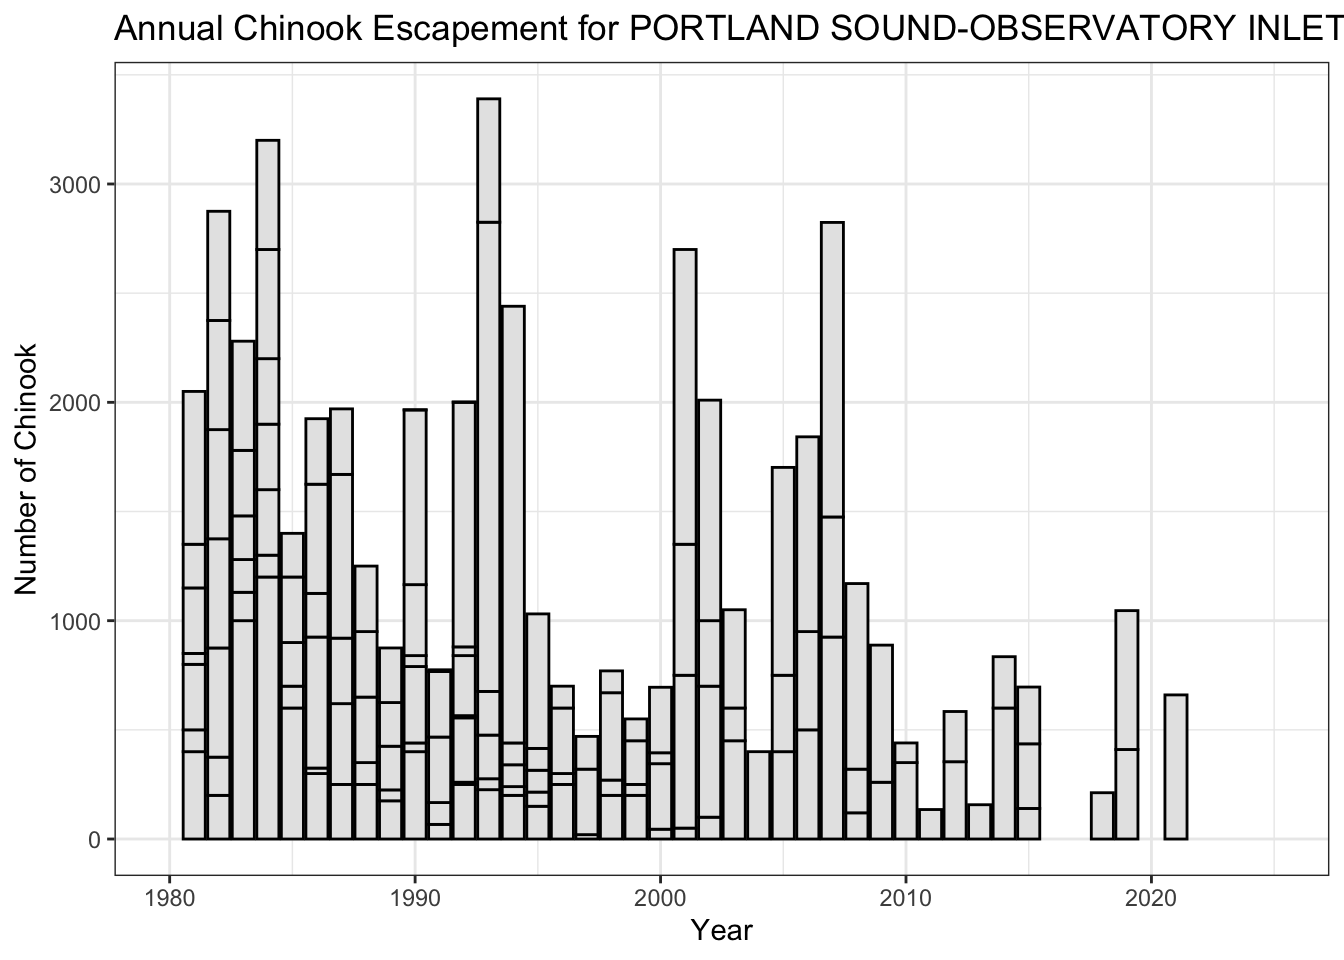 Annual Chinook Escapement for PORTLAND SOUND-OBSERVATORY INLET
Number of Chinook
3000
2000
1000
0
1980 1990 2000 2010 2020
Year